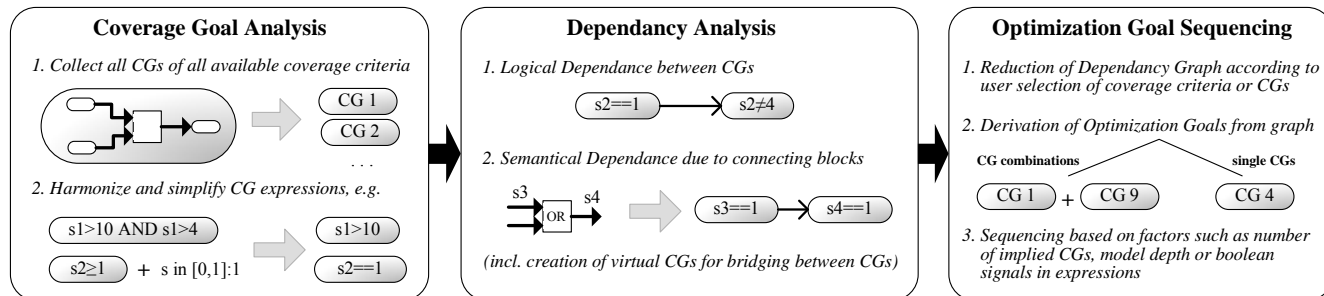 Coverage Goal Analysis
1. Collect all CGs of all available coverage criteria
CG 1
CG 2
. . .
2. Harmonize and simplify CG expressions, e.g.
s1>10 AND s1>4
s1>10
s2≥1 + s in [0,1]:1
s2==1
Dependancy Analysis
1. Logical Dependance between CGs
s2==1
s2≠4
2. Semantical Dependance due to connecting blocks
s3
s4
OR
s3==1
s4==1
(incl. creation of virtual CGs for bridging between CGs)
Optimization Goal Sequencing
1. Reduction of Dependancy Graph according to
user selection of coverage criteria or CGs
2. Derivation of Optimization Goals from graph
CG combinations
single CGs
CG 1 + CG 9
CG 4
3. Sequencing based on factors such as number
of implied CGs, model depth or boolean
signals in expressions